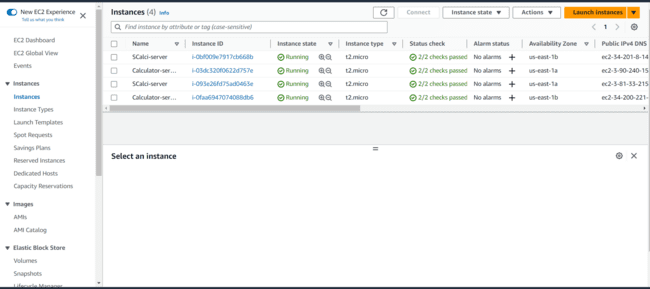 New EC2 Experience
Tell us what you think
EC2 Dashboard
EC2 Global View
Events
Instances
Instances
Instance Types
Launch Templates
Spot Requests
Savings Plans
Reserved Instances
Dedicated Hosts
Capacity Reservations
Images
AMIs
AMI Catalog
Elastic Block Store
Volumes
Snapshots
Lifecycle Manager
Instances (4) Info
Connect
Instance state
Actions
Launch instances
Find instance by attribute or tag (case-sensitive)
1
Name Instance ID Instance state Instance type Status check Alarm status Availability Zone Public IPv4 DNS
SCalci-server i-0bf009e7917cb668b Running t2.micro 2/2 checks passed No alarms us-east-1b ec2-34-201-8-14
Calculator-ser... i-03dc320f0622d757e Running t2.micro 2/2 checks passed No alarms us-east-1a ec2-3-90-240-15
SCalci-server i-093e26fd75ad0463e Running t2.micro 2/2 checks passed No alarms us-east-1a ec2-3-81-33-215
Calculator-ser... i-0faa6947074088db6 Running t2.micro 2/2 checks passed No alarms us-east-1b ec2-34-200-221-
Select an instance